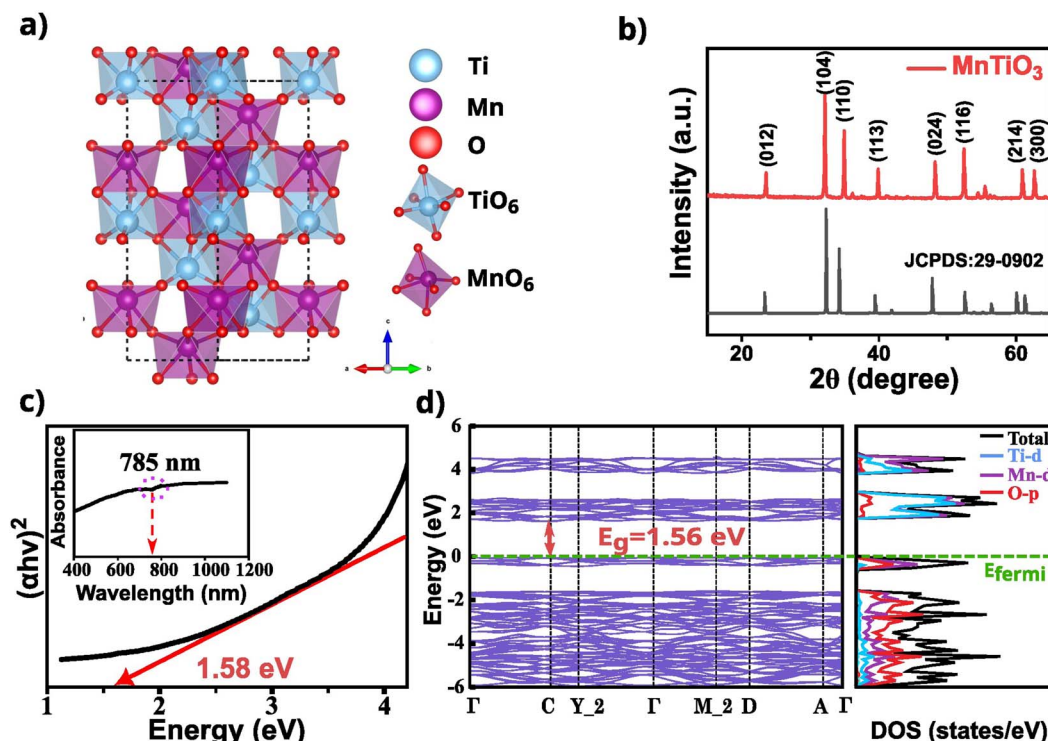 a)
Ti
Mn
O
TiO6
MnO6
c
a
b
b)
MnTiO3
(012)
(104)
(110)
(113)
(024)
(116)
(214)
(300)
JCPDS:29-0902
Intensity (a.u.)
20
40
60
2θ (degree)
c)
Absorbance
785 nm
400 600 800 1000 1200
Wavelength (nm)
(αhv)2
1.58 eV
1
2
3
4
Energy (eV)
d)
Energy (eV)
6
4
2
0
-2
-4
-6
Eg=1.56 eV
Γ
C
Y_2
Γ
M_2
D
A
Γ
Total
Ti-d
Mn-d
O-p
Efermi
DOS (states/eV)